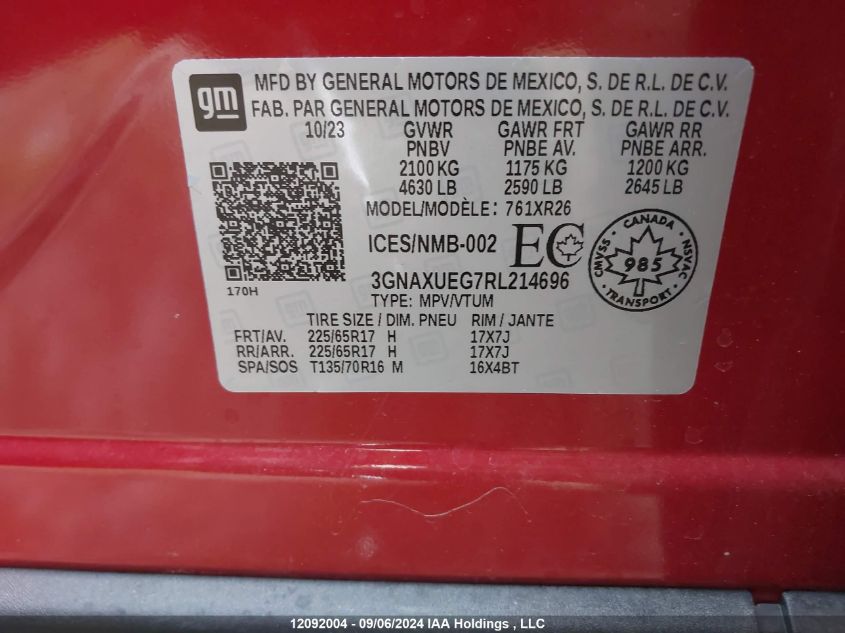 gm
MFD BY GENERAL MOTORS DE MEXICO, S. DE R.L. DE C.V.
FAB. PAR GENERAL MOTORS DE MEXICO, S. DE R.L. DE C.V.
10/23 GVWR GAWR FRT GAWR RR
PNBV PNBE AV. PNBE ARR.
2100 KG 1175 KG 1200 KG
4630 LB 2590 LB 2645 LB
MODEL/MODÈLE: 761XR26
ICES/NMB-002 EC
CANADA
CMVSS 985 NSVAC
TRANSPORT
3GNAXUEG7RL214696
170H
TYPE: MPV/VTUM
TIRE SIZE / DIM. PNEU RIM / JANTE
FRT/AV. 225/65R17 H 17X7J
RR/ARR. 225/65R17 H 17X7J
SPA/SOS T135/70R16 M 16X4BT
12092004 - 09/06/2024 IAA Holdings , LLC